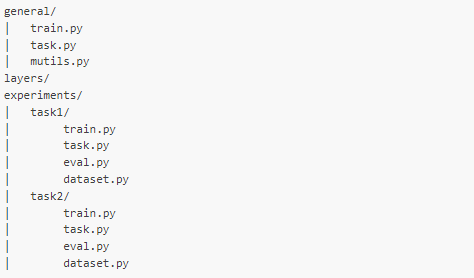 general/
│   train.py
│   task.py
│   mutils.py
layers/
experiments/
│   task1/
│        train.py
│        task.py
│        eval.py
│        dataset.py
│   task2/
│        train.py
│        task.py
│        eval.py
│        dataset.py